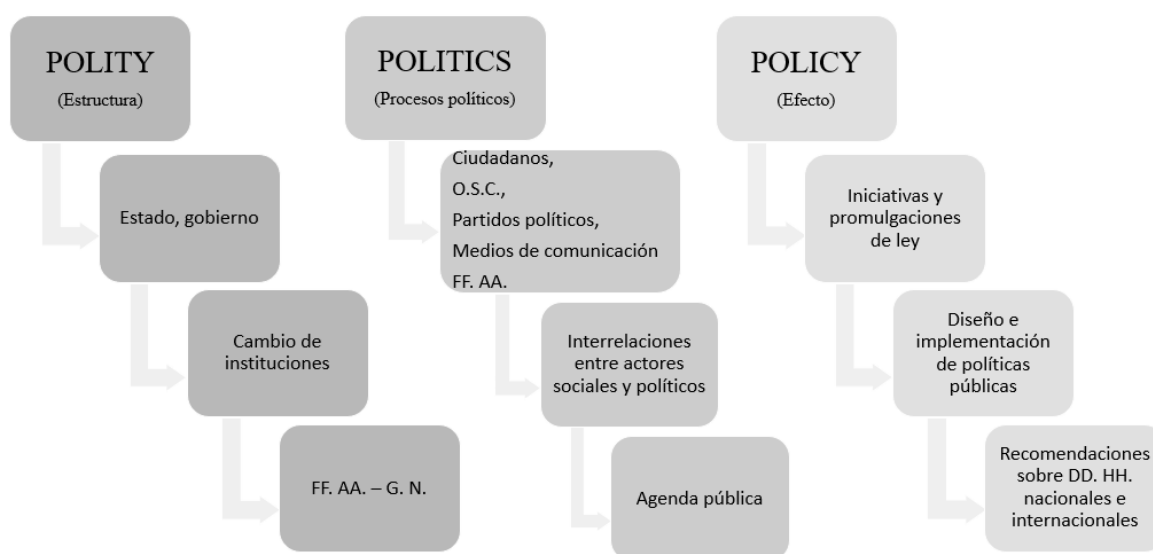 POLITY
(Estructura)
Estado, gobierno
Cambio de
instituciones
FF. AA. – G. N.
POLITICS
(Procesos políticos)
Ciudadanos,
O.S.C.,
Partidos políticos,
Medios de comunicación
FF. AA.
Interrelaciones
entre actores
sociales y políticos
Agenda pública
POLICY
(Efecto)
Iniciativas y
promulgaciones
de ley
Diseño e
implementación
de políticas
públicas
Recomendaciones
sobre DD. HH.
nacionales e
internacionales